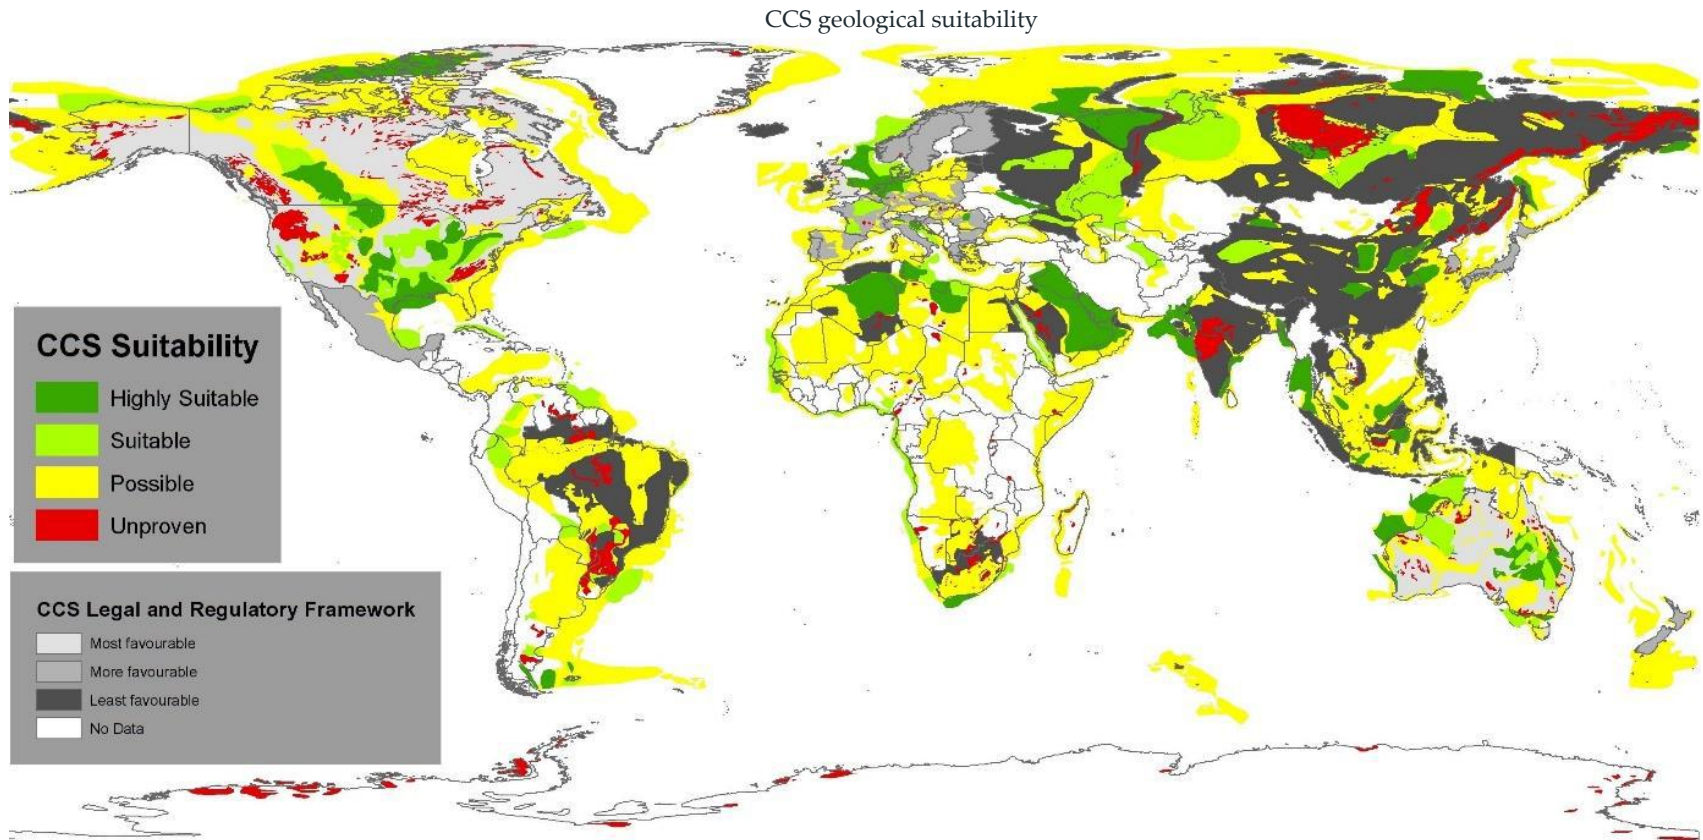 CCS geological suitability
CCS Suitability
Highly Suitable
Suitable
Possible
Unproven
CCS Legal and Regulatory Framework
Most favourable
More favourable
Least favourable
No Data